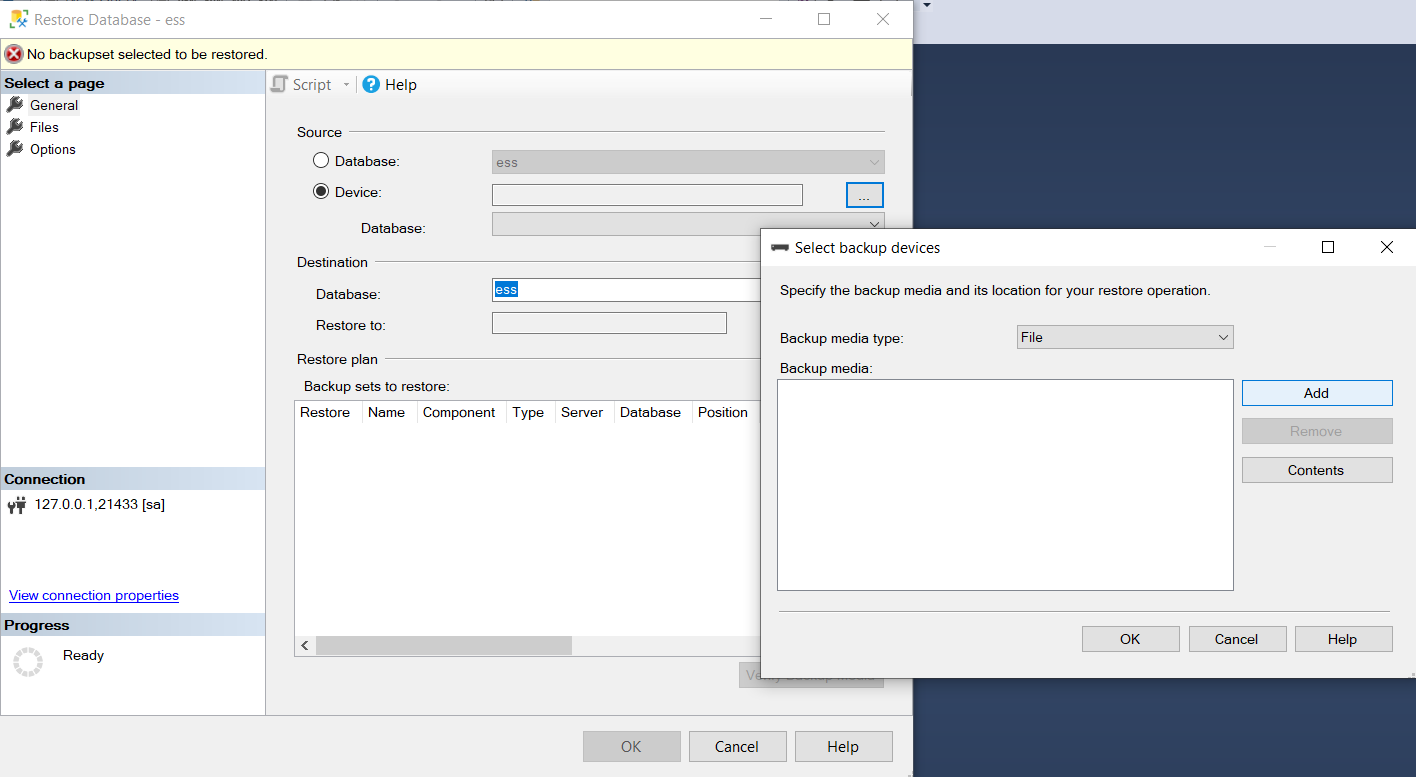 Restore Database - ess
No backupset selected to be restored.
Select a page
General
Files
Options
Script
Help
Source
Database:
ess
Device:
...
Database:
Destination
Database:
ess
Restore to:
Restore plan
Backup sets to restore:
Restore Name Component Type Server Database Position
Connection
127.0.0.1,21433 [sa]
View connection properties
Progress
Ready
OK Cancel Help
Select backup devices
Specify the backup media and its location for your restore operation.
Backup media type:
File
Backup media:
Add
Remove
Contents
OK Cancel Help